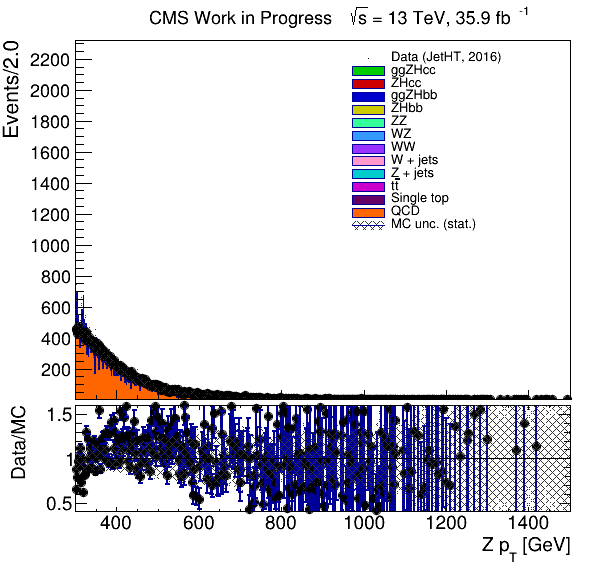 CMS Work in Progress √s = 13 TeV, 35.9 fb⁻¹
Events/2.0
2200
2000
1800
1600
1400
1200
1000
800
600
400
200
Data (JetHT, 2016)
ggZHcc
ZHcc
ggZHbb
ZHbb
ZZ
WZ
WW
W + jets
Z + jets
tt̅
Single top
QCD
MC unc. (stat.)
Data/MC
1.5
1
0.5
400 600 800 1000 1200 1400
Z p_T [GeV]